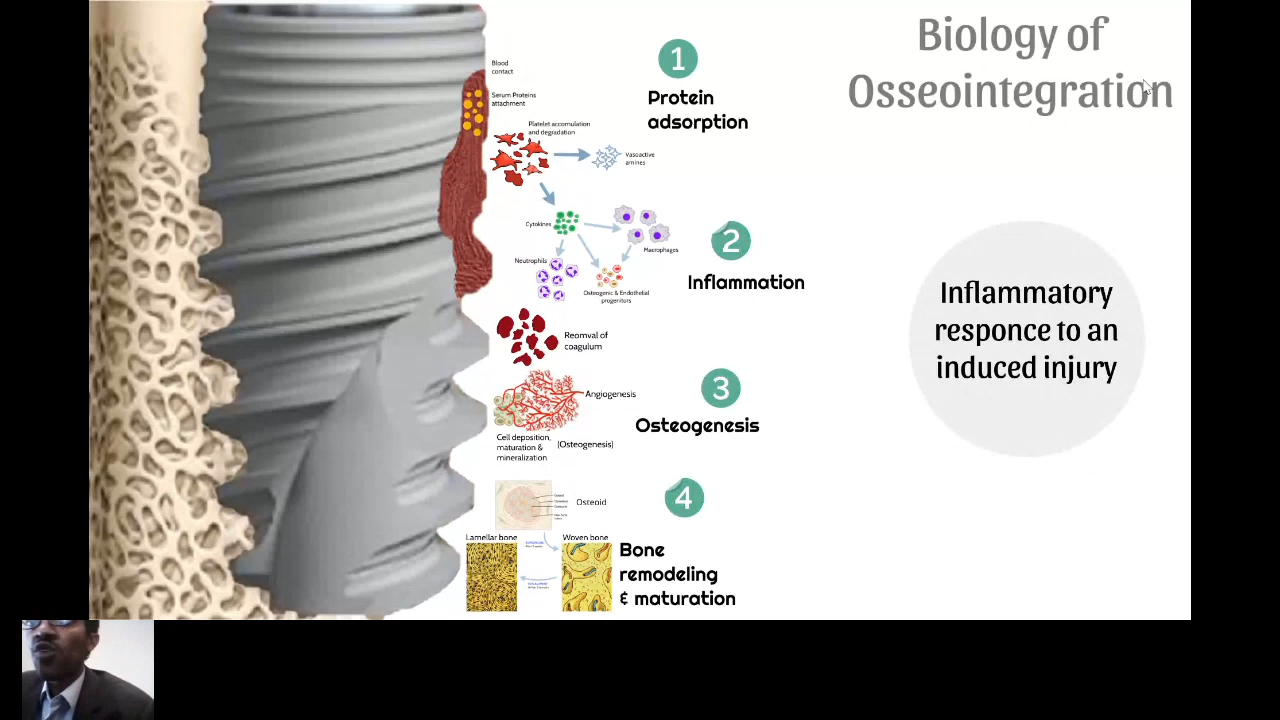 Biology of
Osseointegration
Blood
contact
1
Protein
adsorption
Serum Proteins
attachment
Platelet accumulation
and degradation
Vasoactive
amines
Cytokines
Macrophages
2
Inflammation
Neutrophils
Osteogenic & Endothelial
progenitors
Inflammatory
responce to an
induced injury
Reomval of
coagulum
3
Osteogenesis
Angiogenesis
Cell deposition,
maturation &
mineralization
(Osteogenesis)
4
Osteoid
Lamellar bone
Woven bone
Bone
remodeling
& maturation